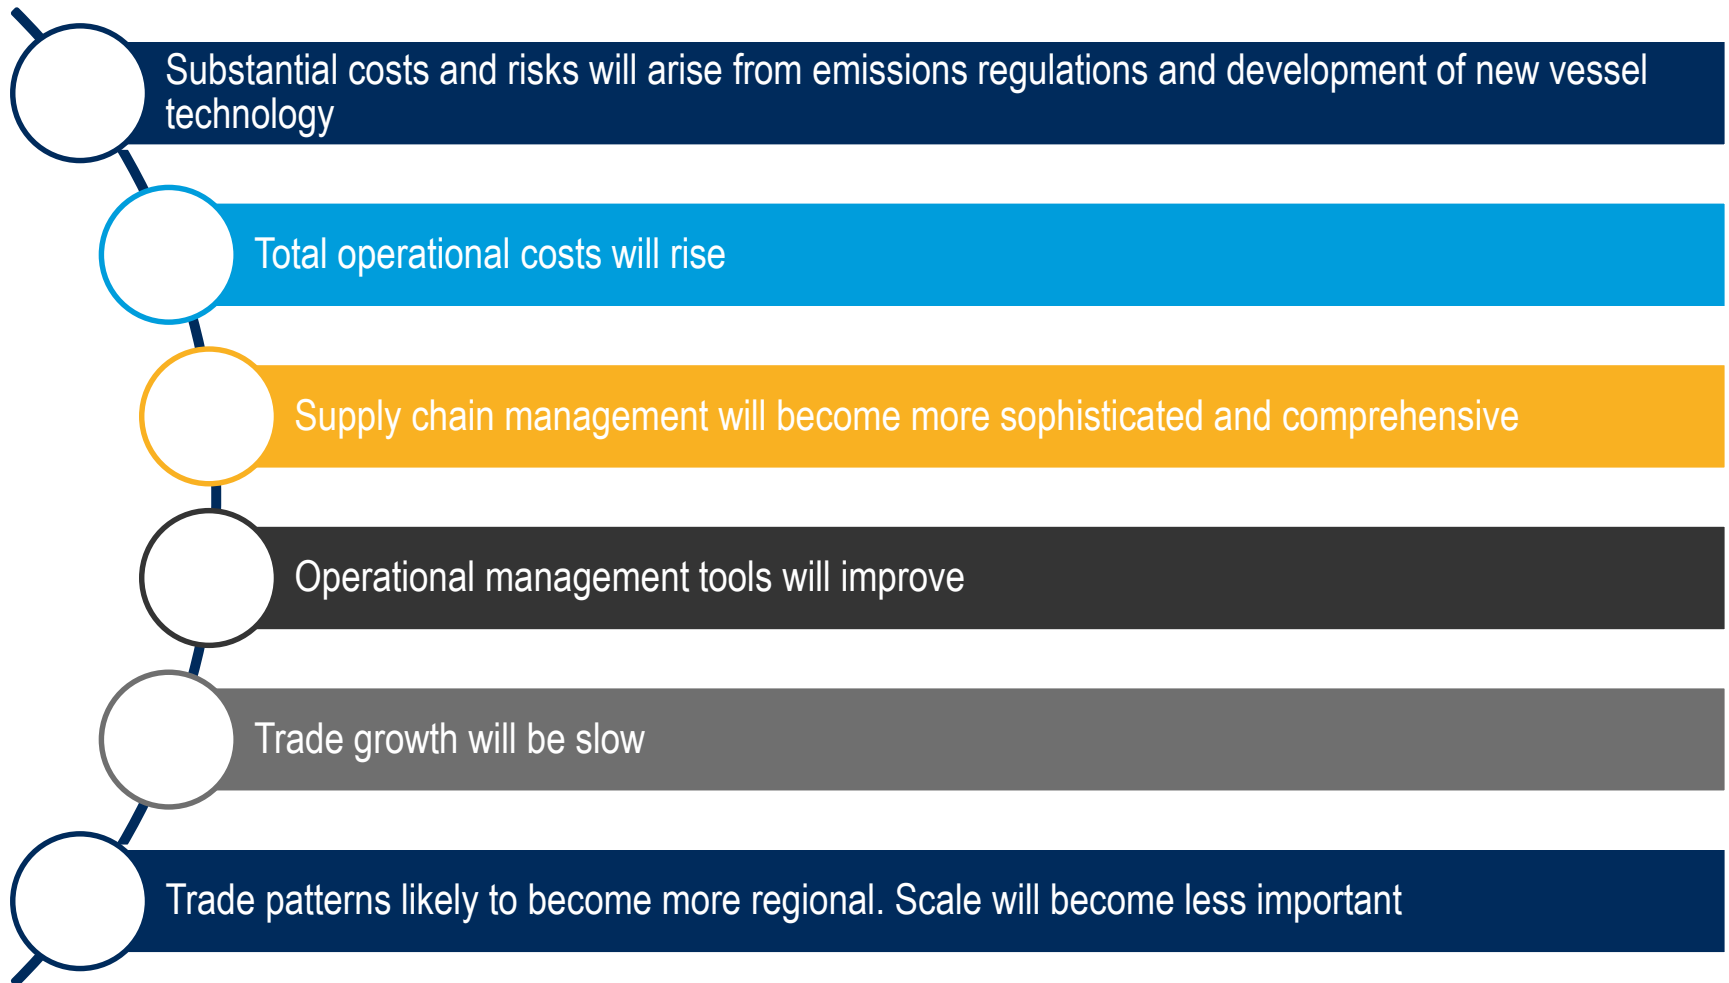 Substantial costs and risks will arise from emissions regulations and development of new vessel
technology
Total operational costs will rise
Supply chain management will become more sophisticated and comprehensive
Operational management tools will improve
Trade growth will be slow
Trade patterns likely to become more regional. Scale will become less important